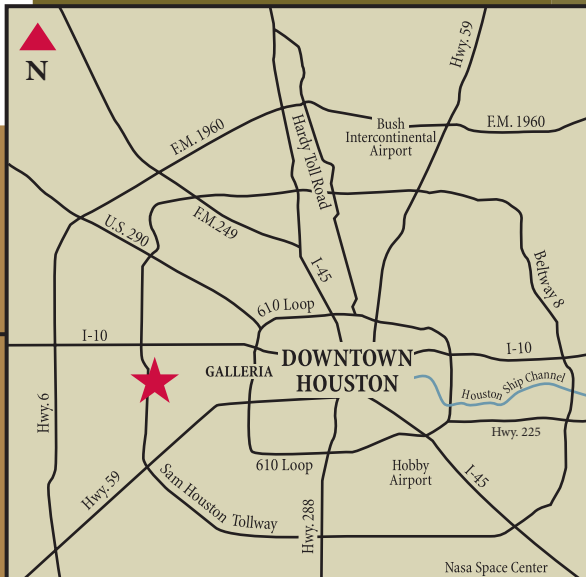 N
Hwy. 59
F.M. 1960
Hardy Toll Road
Bush
Intercontinental
Airport
F.M. 1960
U.S. 290
F.M.249
I-45
Beltway 8
610 Loop
I-10
GALLERIA
DOWNTOWN
HOUSTON
I-10
Houston Ship Channel
Hwy. 6
Hwy. 225
610 Loop
Hobby
Airport
I-45
Hwy. 59
Sam Houston Tollway
Hwy. 288
Nasa Space Center